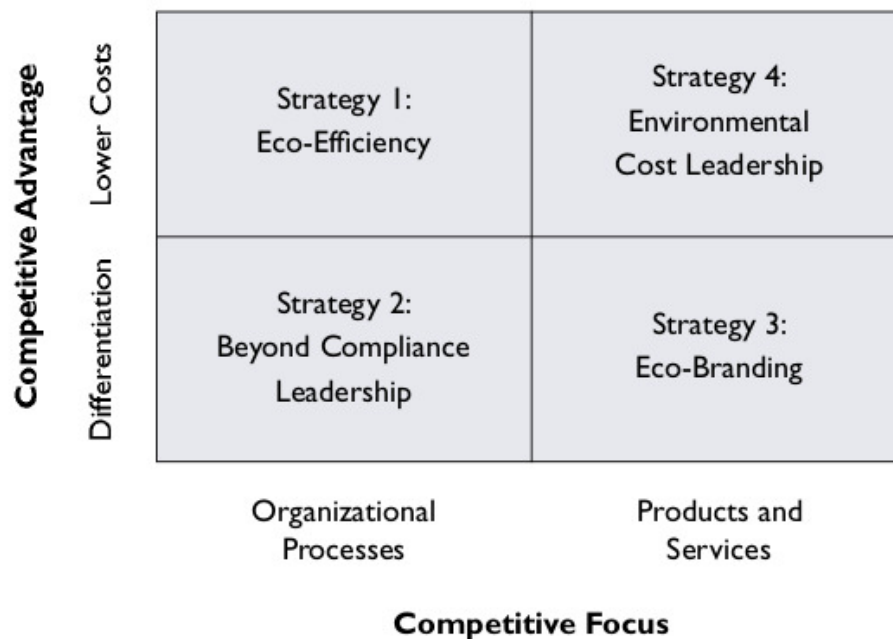 Competitive Advantage
Lower Costs
Differentiation
Strategy 1:
Eco-Efficiency
Strategy 4:
Environmental
Cost Leadership
Strategy 2:
Beyond Compliance
Leadership
Strategy 3:
Eco-Branding
Organizational
Processes
Products and
Services
Competitive Focus